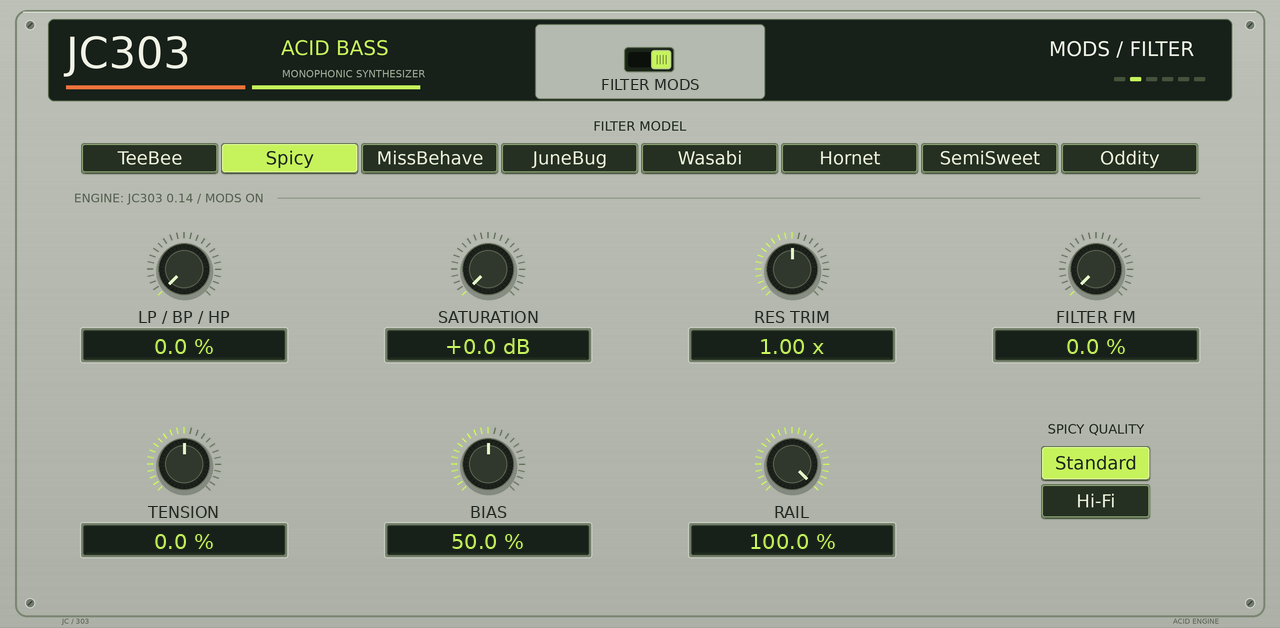 JC303
ACID BASS
MONOPHONIC SYNTHESIZER
FILTER MODS
MODS / FILTER
FILTER MODEL
TeeBee Spicy MissBehave JuneBug Wasabi Hornet SemiSweet Oddity
ENGINE: JC303 0.14 / MODS ON
LP / BP / HP SATURATION RES TRIM FILTER FM
0.0 % +0.0 dB 1.00 x 0.0 %
SPICY QUALITY
Standard
Hi-Fi
TENSION BIAS RAIL
0.0 % 50.0 % 100.0 %
JC / 303 ACID ENGINE